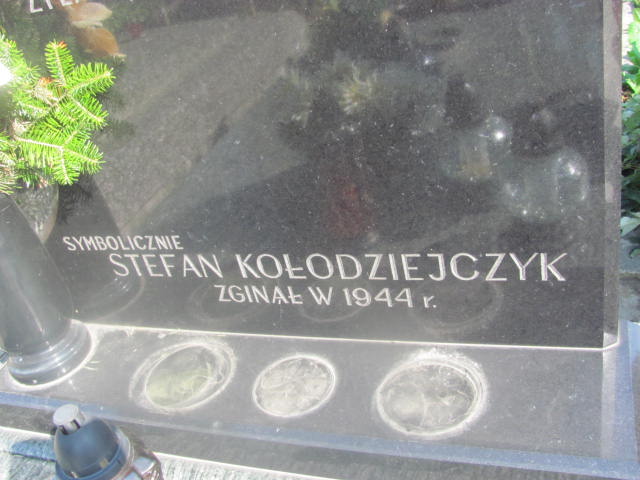 SYMBOLICZNIE
STEFAN KOŁODZIEJCZYK
ZGINAŁ W 1944 r.